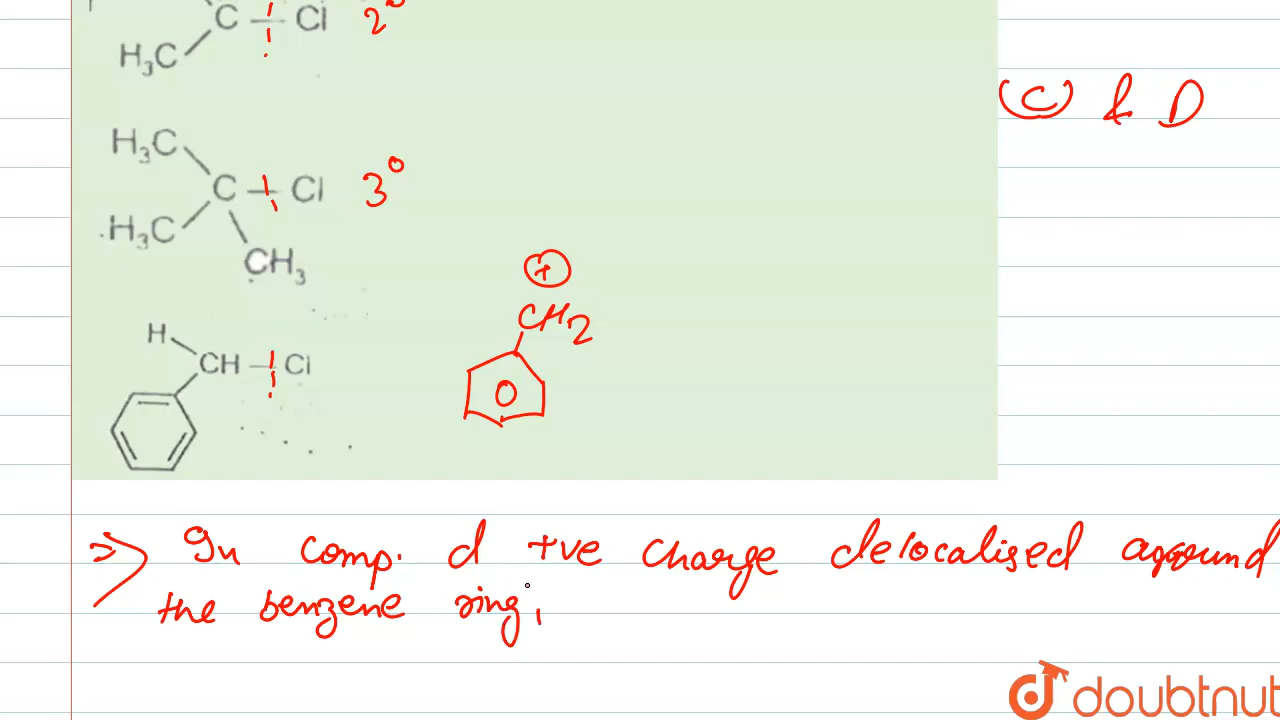 C Cl 2°
H₃C
(C) & D
H₃C
C Cl 3°
H₃C
CH₃
+
CH2
H
CH Cl
⇒ In comp. d +ve charge delocalised around
the benzene ring,
doubtnut